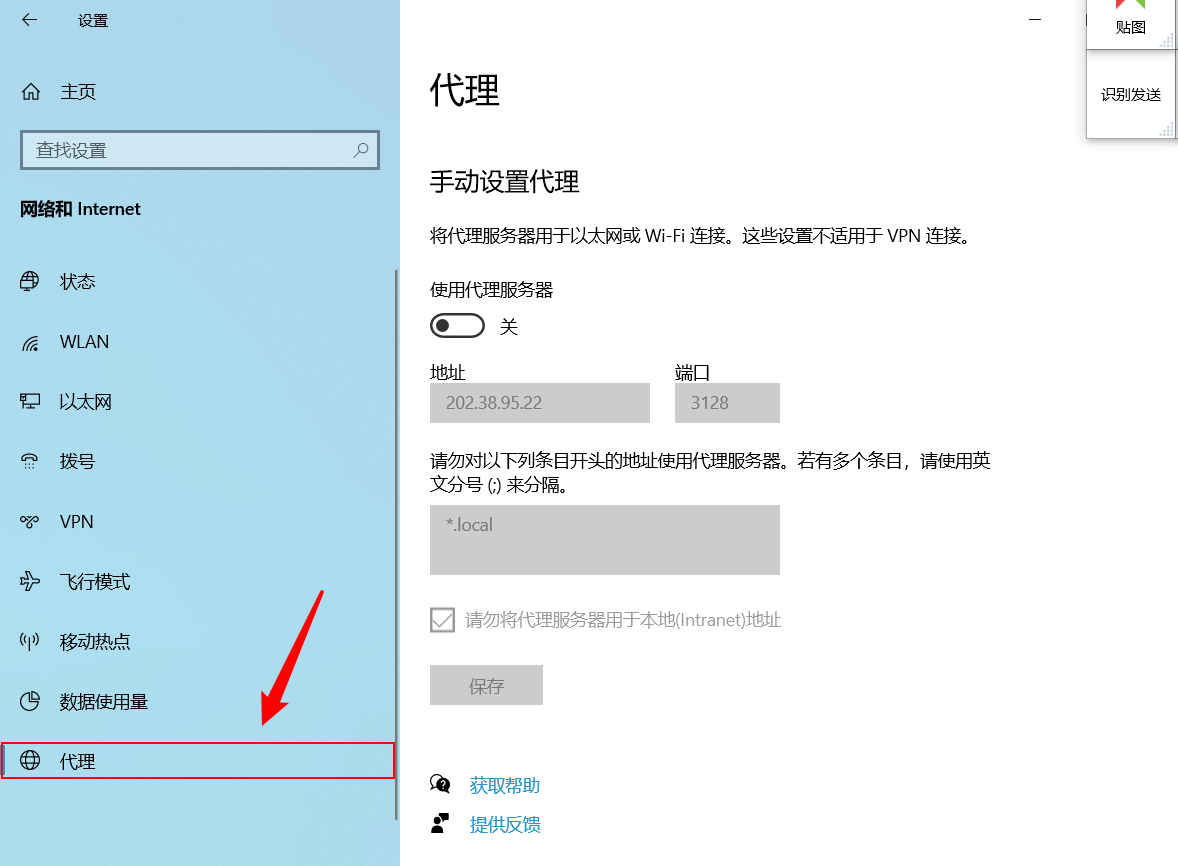 设置
主页
查找设置
网络和 Internet
状态
WLAN
以太网
拨号
VPN
飞行模式
移动热点
数据使用量
代理
代理
手动设置代理
将代理服务器用于以太网或 Wi-Fi 连接。这些设置不适用于 VPN 连接。
使用代理服务器
关
地址 端口
202.38.95.22 3128
请勿对以下列条目开头的地址使用代理服务器。若有多个条目，请使用英
文分号 (;) 来分隔。
*.local
请勿将代理服务器用于本地(Intranet)地址
保存
获取帮助
提供反馈
贴图
识别发送